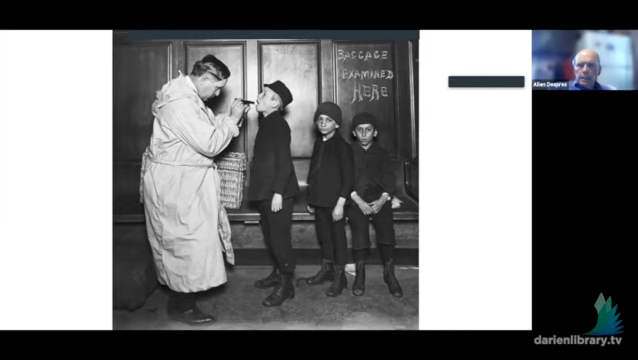 BAGGAGE
EXAMINED
HERE
Allen Despres
darienlibrary.tv